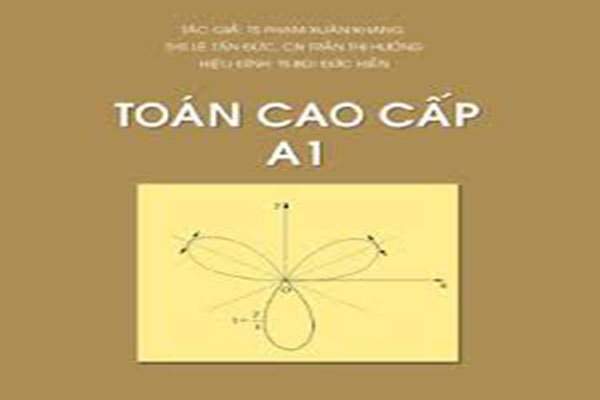 TÁC GIẢ: TS PHẠM XUÂN KHANG,
THS LÊ TẤN ĐỨC, CN TRẦN THỊ HƯỜNG
HIỆU ĐÍNH: TS BÙI ĐỨC HIỀN
TOÁN CAO CẤP
A1
y
x
O